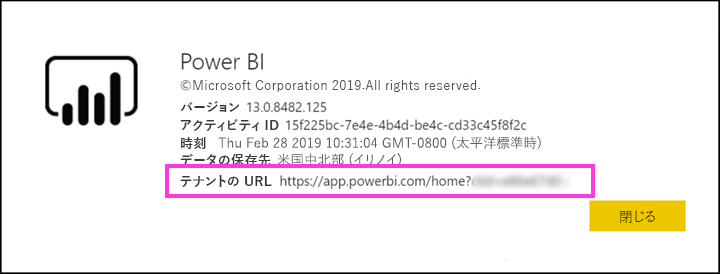 Power BI
©Microsoft Corporation 2019.All rights reserved.
バージョン 13.0.8482.125
アクティビティ ID 15f225bc-7e4e-4b4d-be4c-cd33c45f8f2c
時刻 Thu Feb 28 2019 10:31:04 GMT-0800 (太平洋標準時)
データの保存先 米国中北部 (イリノイ)
テナントの URL https://app.powerbi.com/home?
閉じる